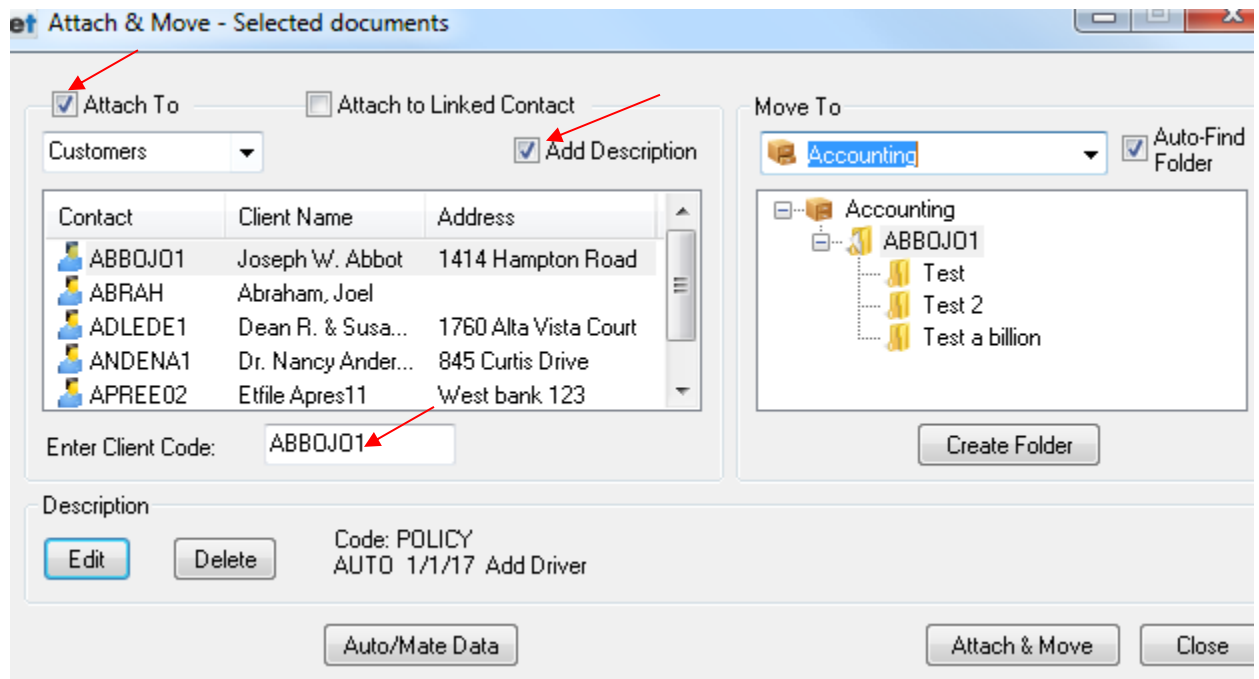 et Attach & Move - Selected documents
Attach To
Attach to Linked Contact
Customers
Add Description
Contact Client Name Address
ABBOJO1 Joseph W. Abbot 1414 Hampton Road
ABRAH Abraham, Joel
ADLEDE1 Dean R. & Susa... 1760 Alta Vista Court
ANDENA1 Dr. Nancy Ander... 845 Curtis Drive
APREE02 Etfile Apres11 West bank 123
Enter Client Code: ABBOJO1
Move To
Accounting
Auto-Find
Folder
Accounting
ABBOJO1
Test
Test 2
Test a billion
Create Folder
Description
Edit
Delete
Code: POLICY
AUTO 1/1/17 Add Driver
Auto/Mate Data
Attach & Move
Close